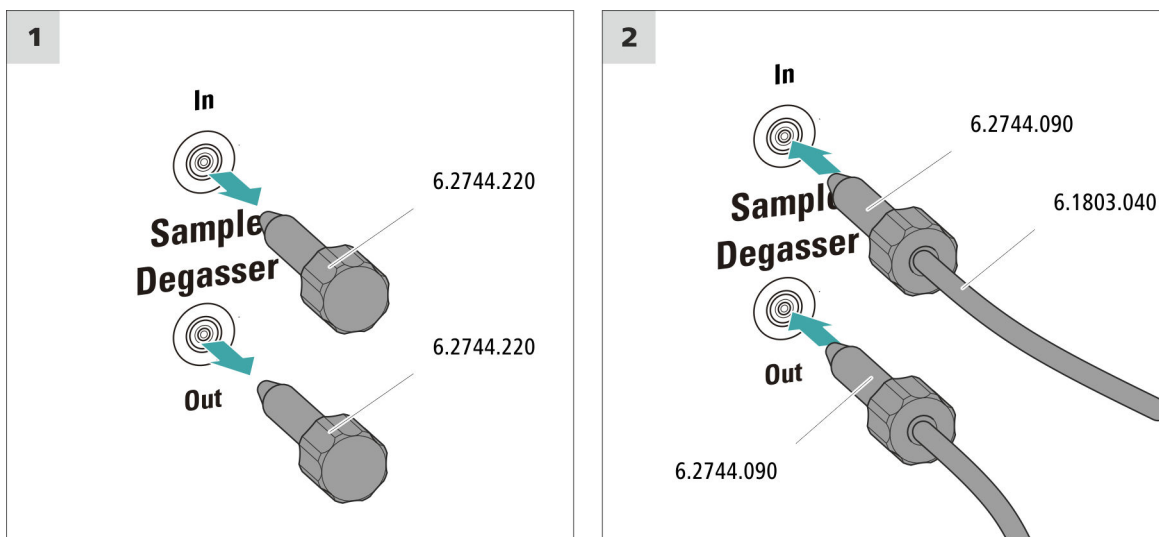 1
In
6.2744.220
Sample
Degasser
6.2744.220
Out
2
In
6.2744.090
6.1803.040
Sample
Degasser
Out
6.2744.090